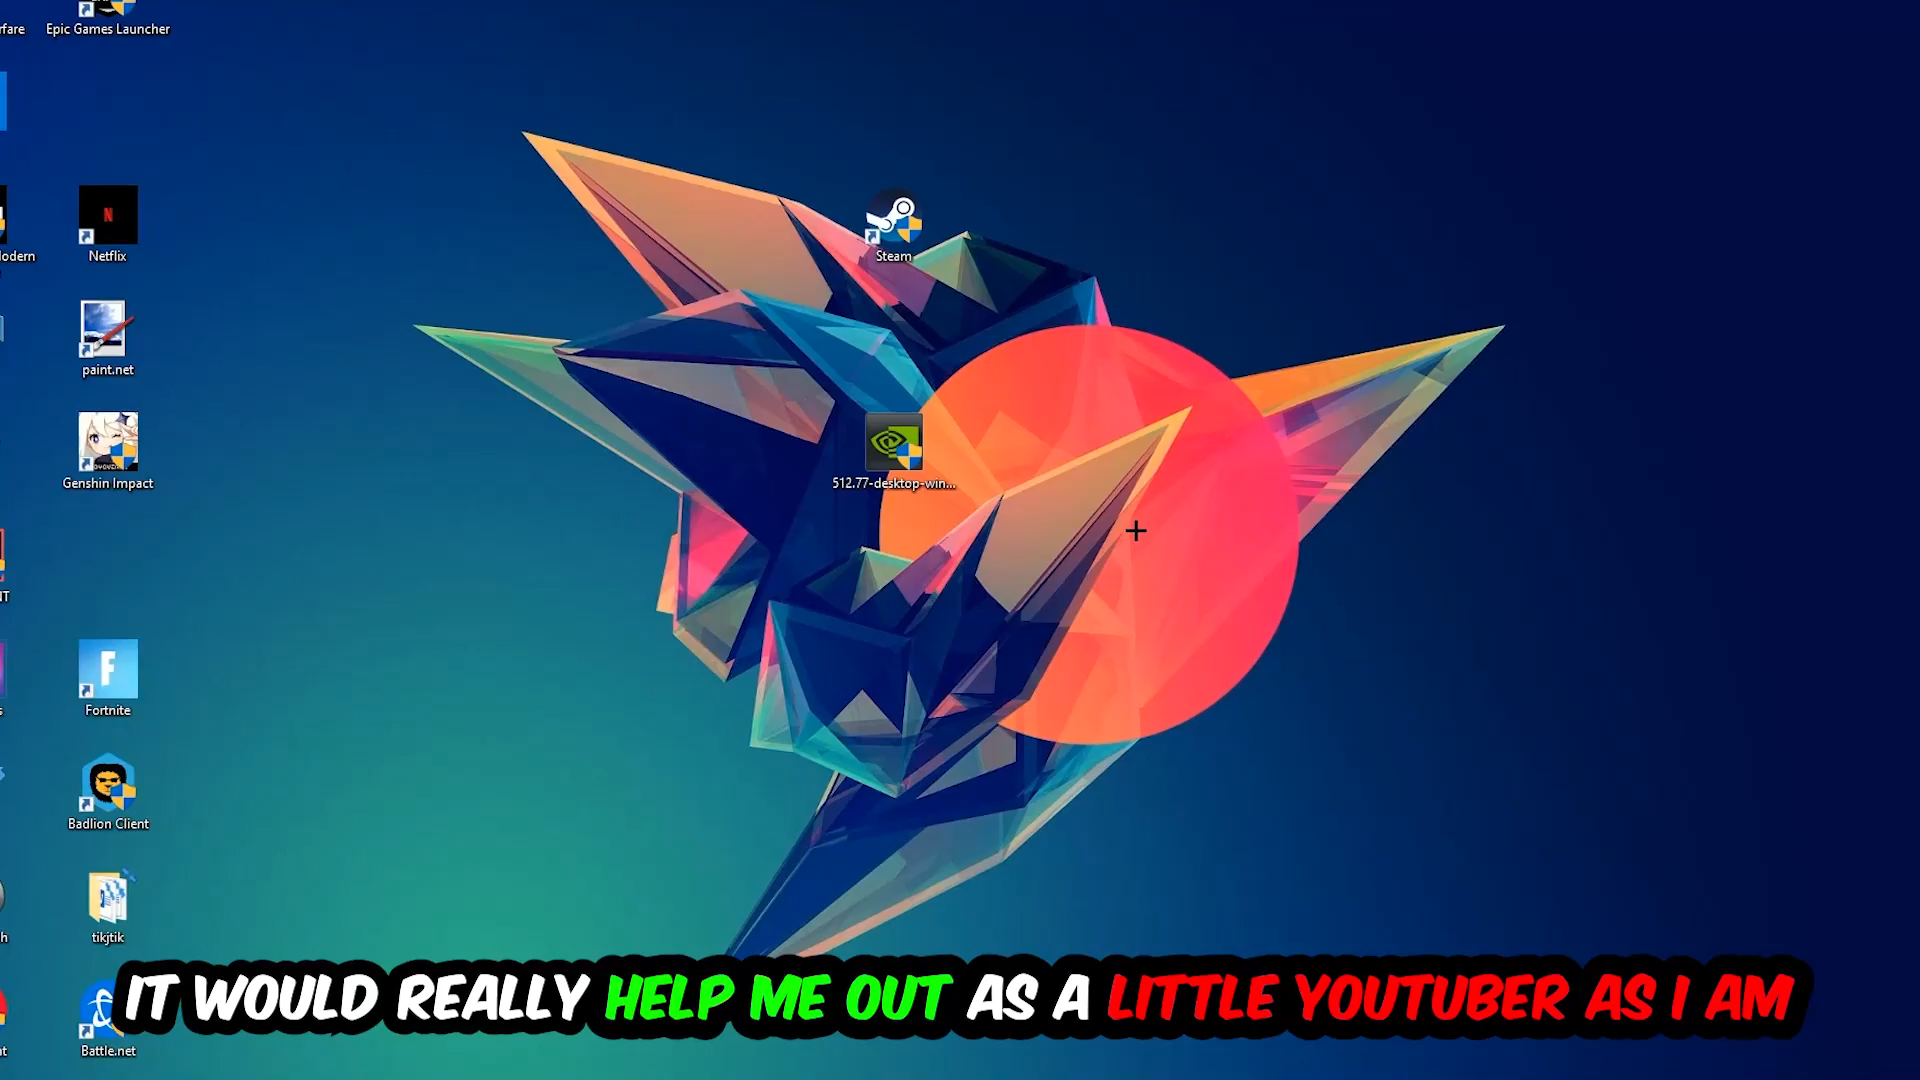 rfare
Epic Games Launcher
Netflix
Steam
paint.net
512.77-desktop-win...
Genshin Impact
Fortnite
Badlion Client
tikjtik
IT WOULD REALLY HELP ME OUT AS A LITTLE YOUTUBER AS I AM
Battle.net